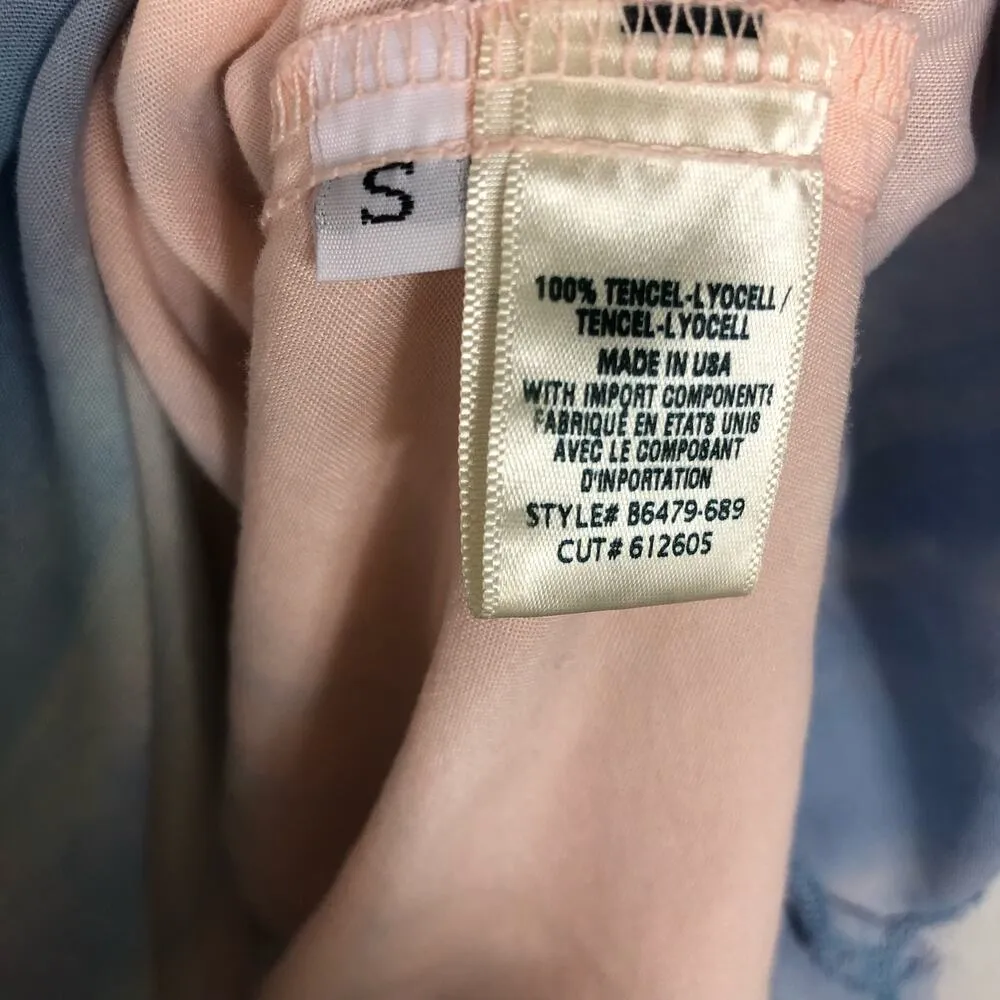 S
100% TENCEL-LYOCELL/
TENCEL-LYOCELL
MADE IN USA
WITH IMPORT COMPONENTS
FABRIQUÉ EN ETATS UNIS
AVEC LE COMPOSANT
D'INPORTATION
STYLE# B6479-689
CUT# 612605